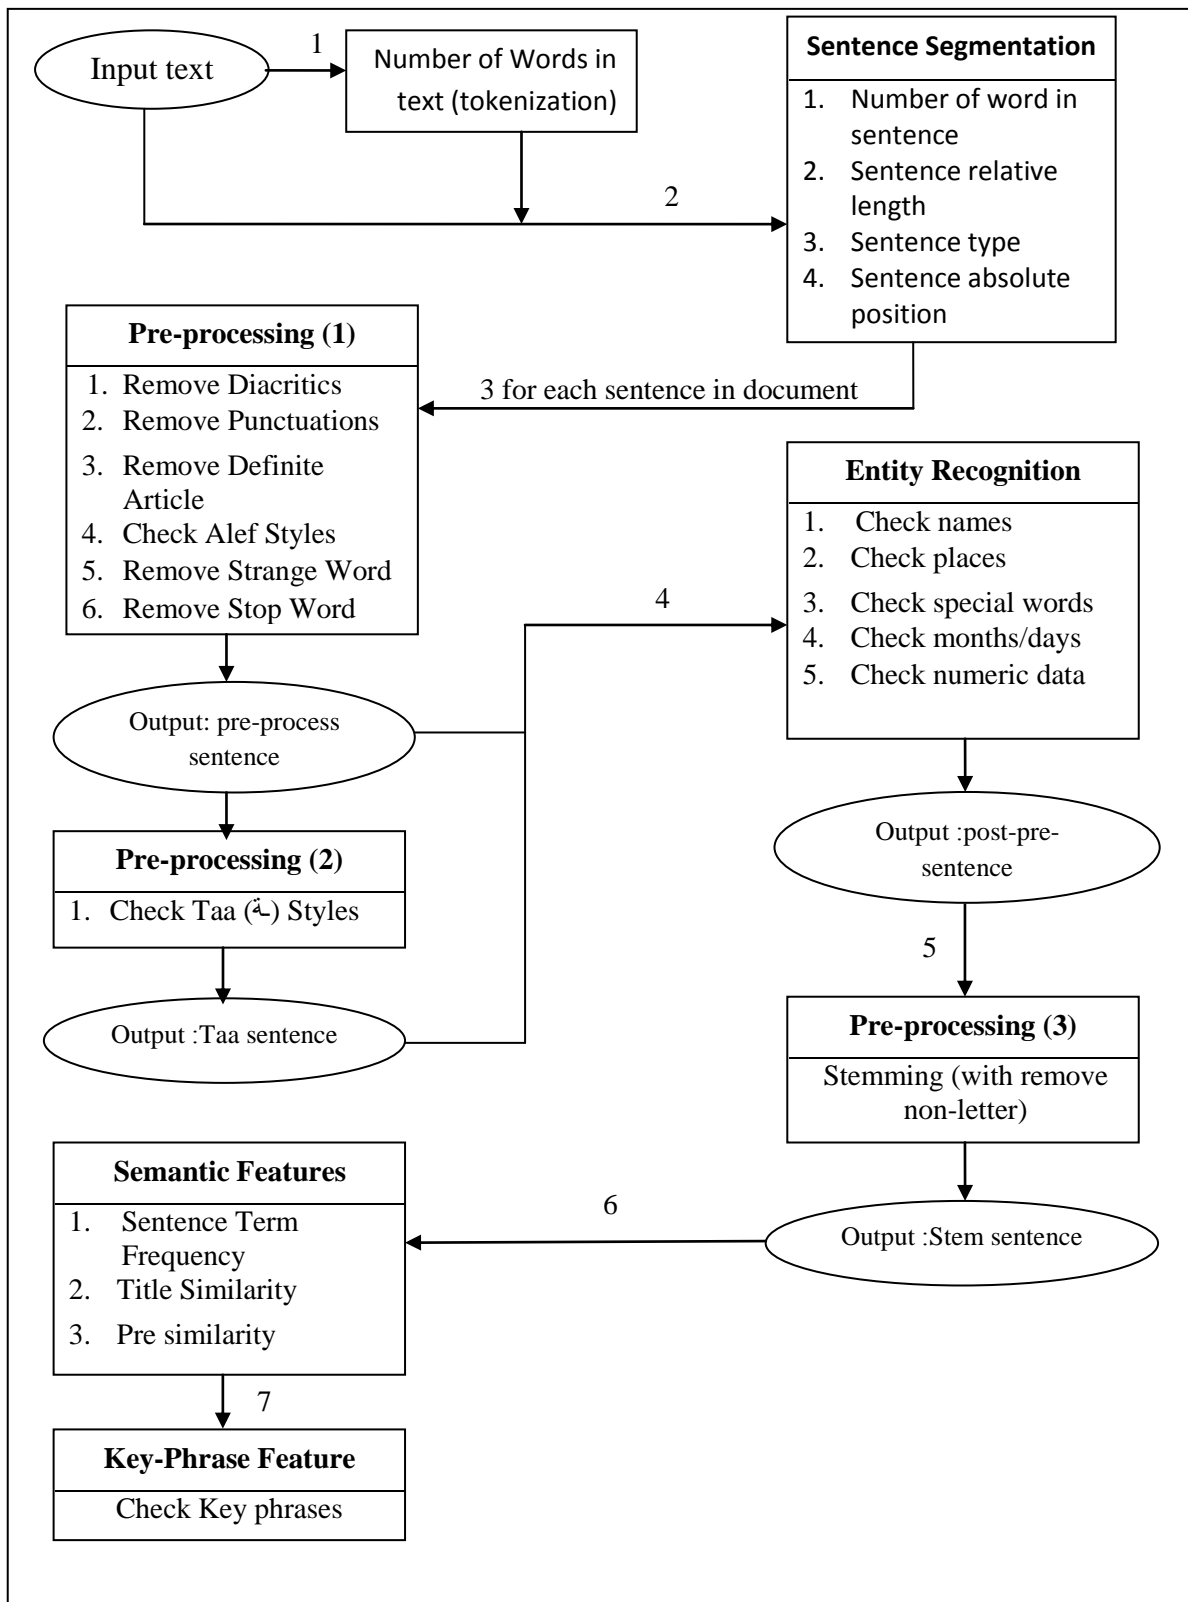 Input text
1
Number of Words in
text (tokenization)
Sentence Segmentation
1. Number of word in
sentence
2. Sentence relative
length
3. Sentence type
4. Sentence absolute
position
2
3 for each sentence in document
Pre-processing (1)
1. Remove Diacritics
2. Remove Punctuations
3. Remove Definite
Article
4. Check Alef Styles
5. Remove Strange Word
6. Remove Stop Word
Output: pre-process
sentence
Pre-processing (2)
1. Check Taa (ـة) Styles
Output :Taa sentence
4
Entity Recognition
1. Check names
2. Check places
3. Check special words
4. Check months/days
5. Check numeric data
Output :post-pre-
sentence
5
Pre-processing (3)
Stemming (with remove
non-letter)
Output :Stem sentence
6
Semantic Features
1. Sentence Term
Frequency
2. Title Similarity
3. Pre similarity
7
Key-Phrase Feature
Check Key phrases